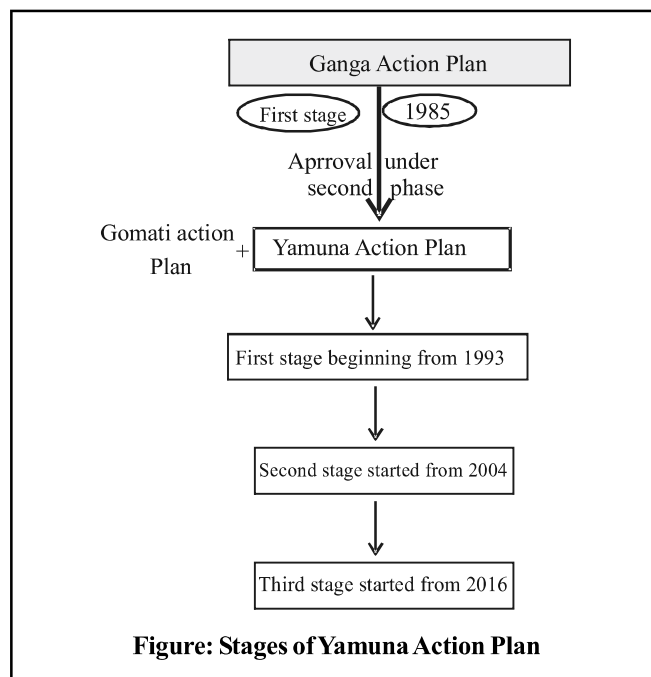 Ganga Action Plan
First stage
1985
Aprroval under
second phase
Gomati action
Plan
+
Yamuna Action Plan
First stage beginning from 1993
Second stage started from 2004
Third stage started from 2016
Figure: Stages of Yamuna Action Plan